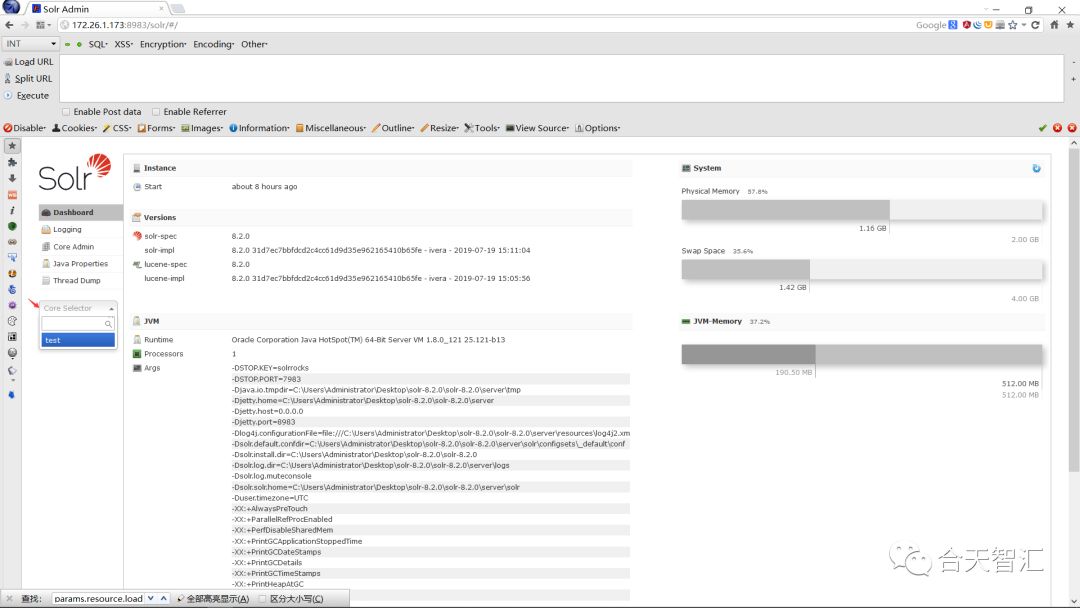 Solr Admin
172.26.1.173:8983/solr/#/
Google
INT
SQL- XSS- Encryption- Encoding- Other-
Load URL
Split URL
Execute
Enable Post data Enable Referrer
Disable- Cookies- CSS- Forms- Images- Information- Miscellaneous- Outline- Resize- Tools- View Source- Options-
Solr
Dashboard
Logging
Core Admin
Java Properties
Thread Dump
Core Selector
test
Instance
Start about 8 hours ago
Versions
solr-spec 8.2.0
solr-impl 8.2.0 31d7ec7bbfdcd2c4cc61d9d35e962165410b65fe - ivera - 2019-07-19 15:11:04
lucene-spec 8.2.0
lucene-impl 8.2.0 31d7ec7bbfdcd2c4cc61d9d35e962165410b65fe - ivera - 2019-07-19 15:05:56
JVM
Runtime Oracle Corporation Java HotSpot(TM) 64-Bit Server VM 1.8.0_121 25.121-b13
Processors 1
Args -DSTOP.KEY=solrrocks
-DSTOP.PORT=7983
-Djava.io.tmpdir=C:\Users\Administrator\Desktop\solr-8.2.0\solr-8.2.0\server\tmp
-Djetty.home=C:\Users\Administrator\Desktop\solr-8.2.0\solr-8.2.0\server
-Djetty.host=0.0.0.0
-Djetty.port=8983
-Dlog4j.configurationFile=file:///C:\Users\Administrator\Desktop\solr-8.2.0\solr-8.2.0\server\resources\log4j2.xm
-Dsolr.default.confdir=C:\Users\Administrator\Desktop\solr-8.2.0\solr-8.2.0\server\solr\configsets\_default\conf
-Dsolr.install.dir=C:\Users\Administrator\Desktop\solr-8.2.0\solr-8.2.0
-Dsolr.log.dir=C:\Users\Administrator\Desktop\solr-8.2.0\solr-8.2.0\server\logs
-Dsolr.log.muteconsole
-Dsolr.solr.home=C:\Users\Administrator\Desktop\solr-8.2.0\solr-8.2.0\server\solr
-Duser.timezone=UTC
-XX:+AlwaysPreTouch
-XX:+ParallelRefProcEnabled
-XX:+PerfDisableSharedMem
-XX:+PrintGCApplicationStoppedTime
-XX:+PrintGCDateStamps
-XX:+PrintGCDetails
-XX:+PrintGCTimeStamps
-XX:+PrintHeapAtGC
System
Physical Memory 57.8%
1.16 GB
2.00 GB
Swap Space 35.6%
1.42 GB
4.00 GB
JVM-Memory 37.2%
190.50 MB
512.00 MB
512.00 MB
合天智汇
查找: params.resource.load 全部高亮显示(A) 区分大小写(C)